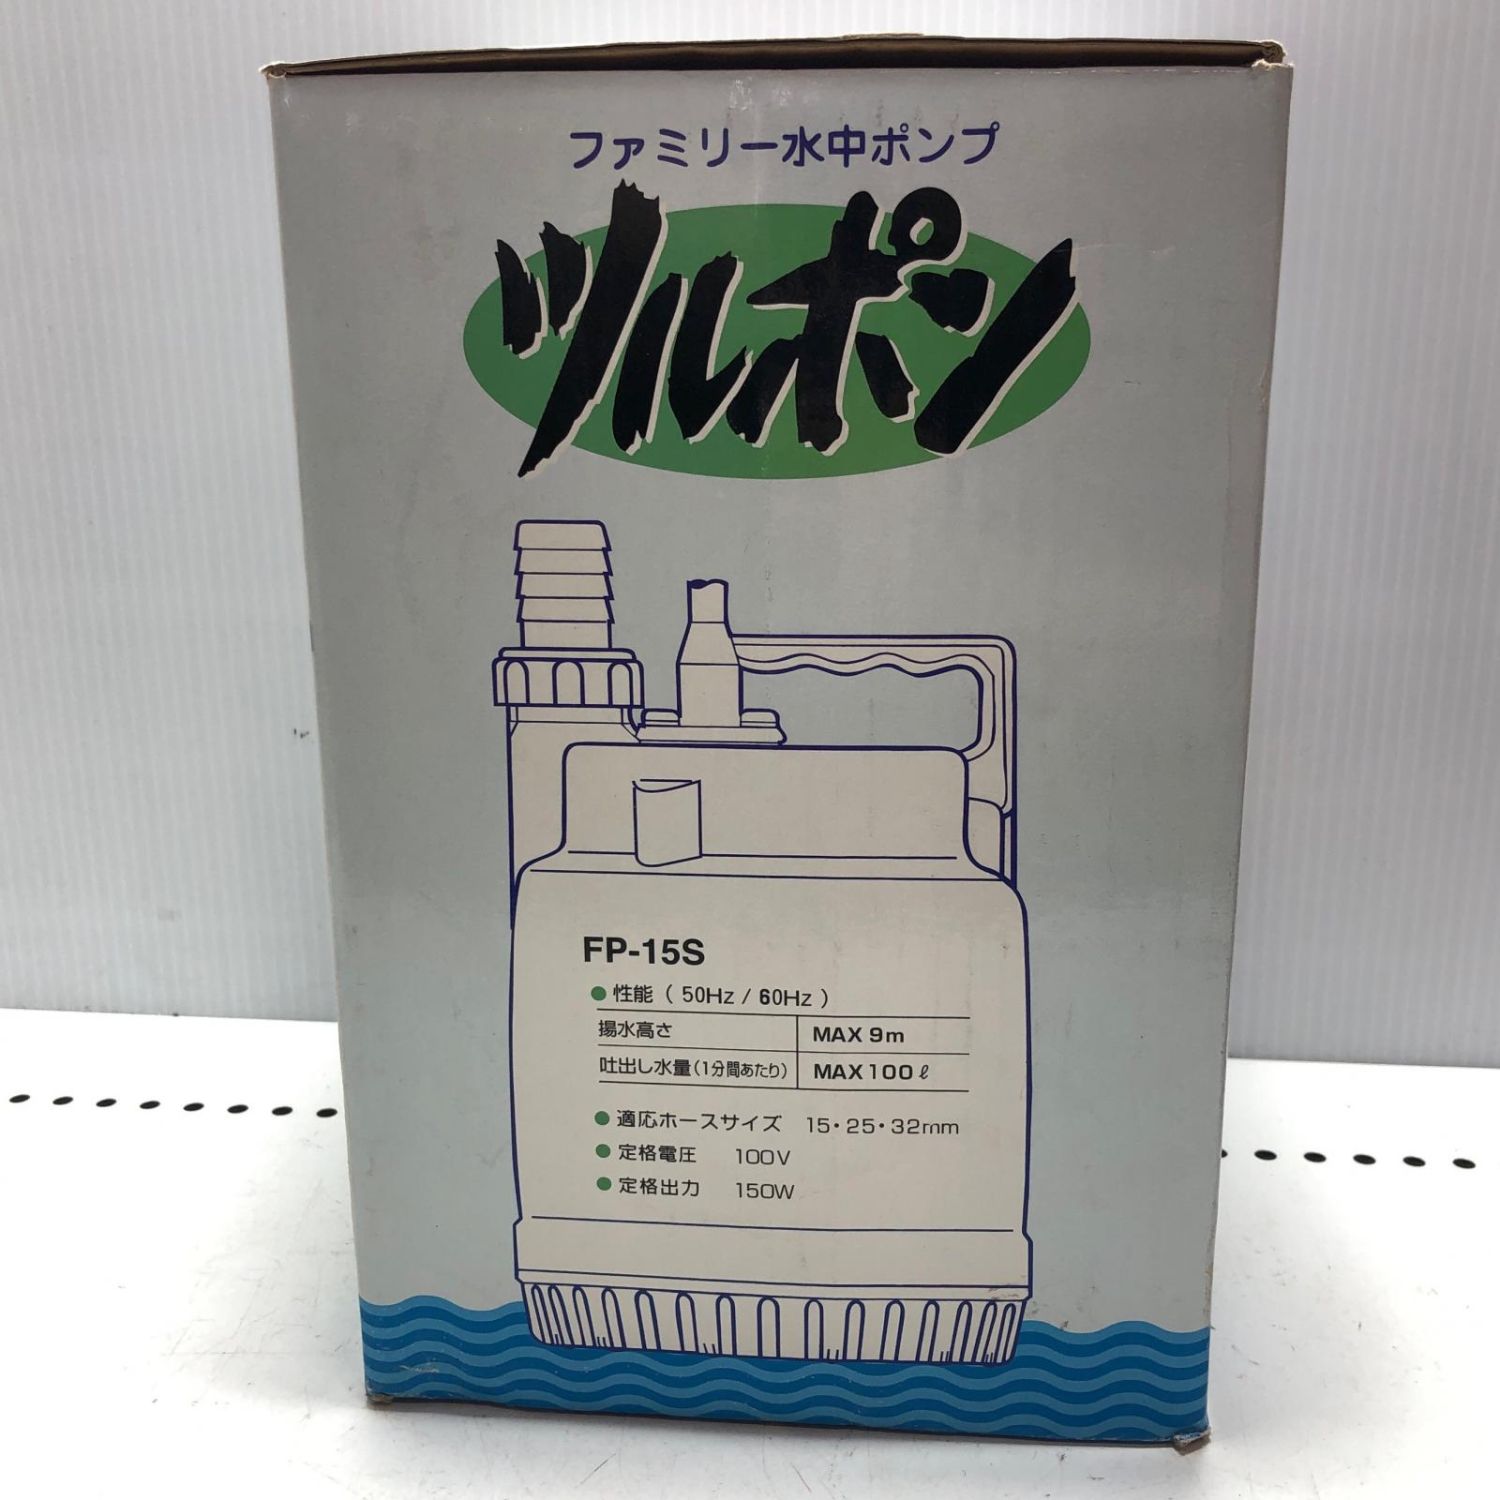 ファミリー水中ポンプ
ツルポン
FP-15S
●性能（50Hz / 60Hz）
揚水高さ MAX 9m
吐出し水量(1分間あたり) MAX 100ℓ
●適応ホースサイズ 15・25・32mm
●定格電圧 100V
●定格出力 150W